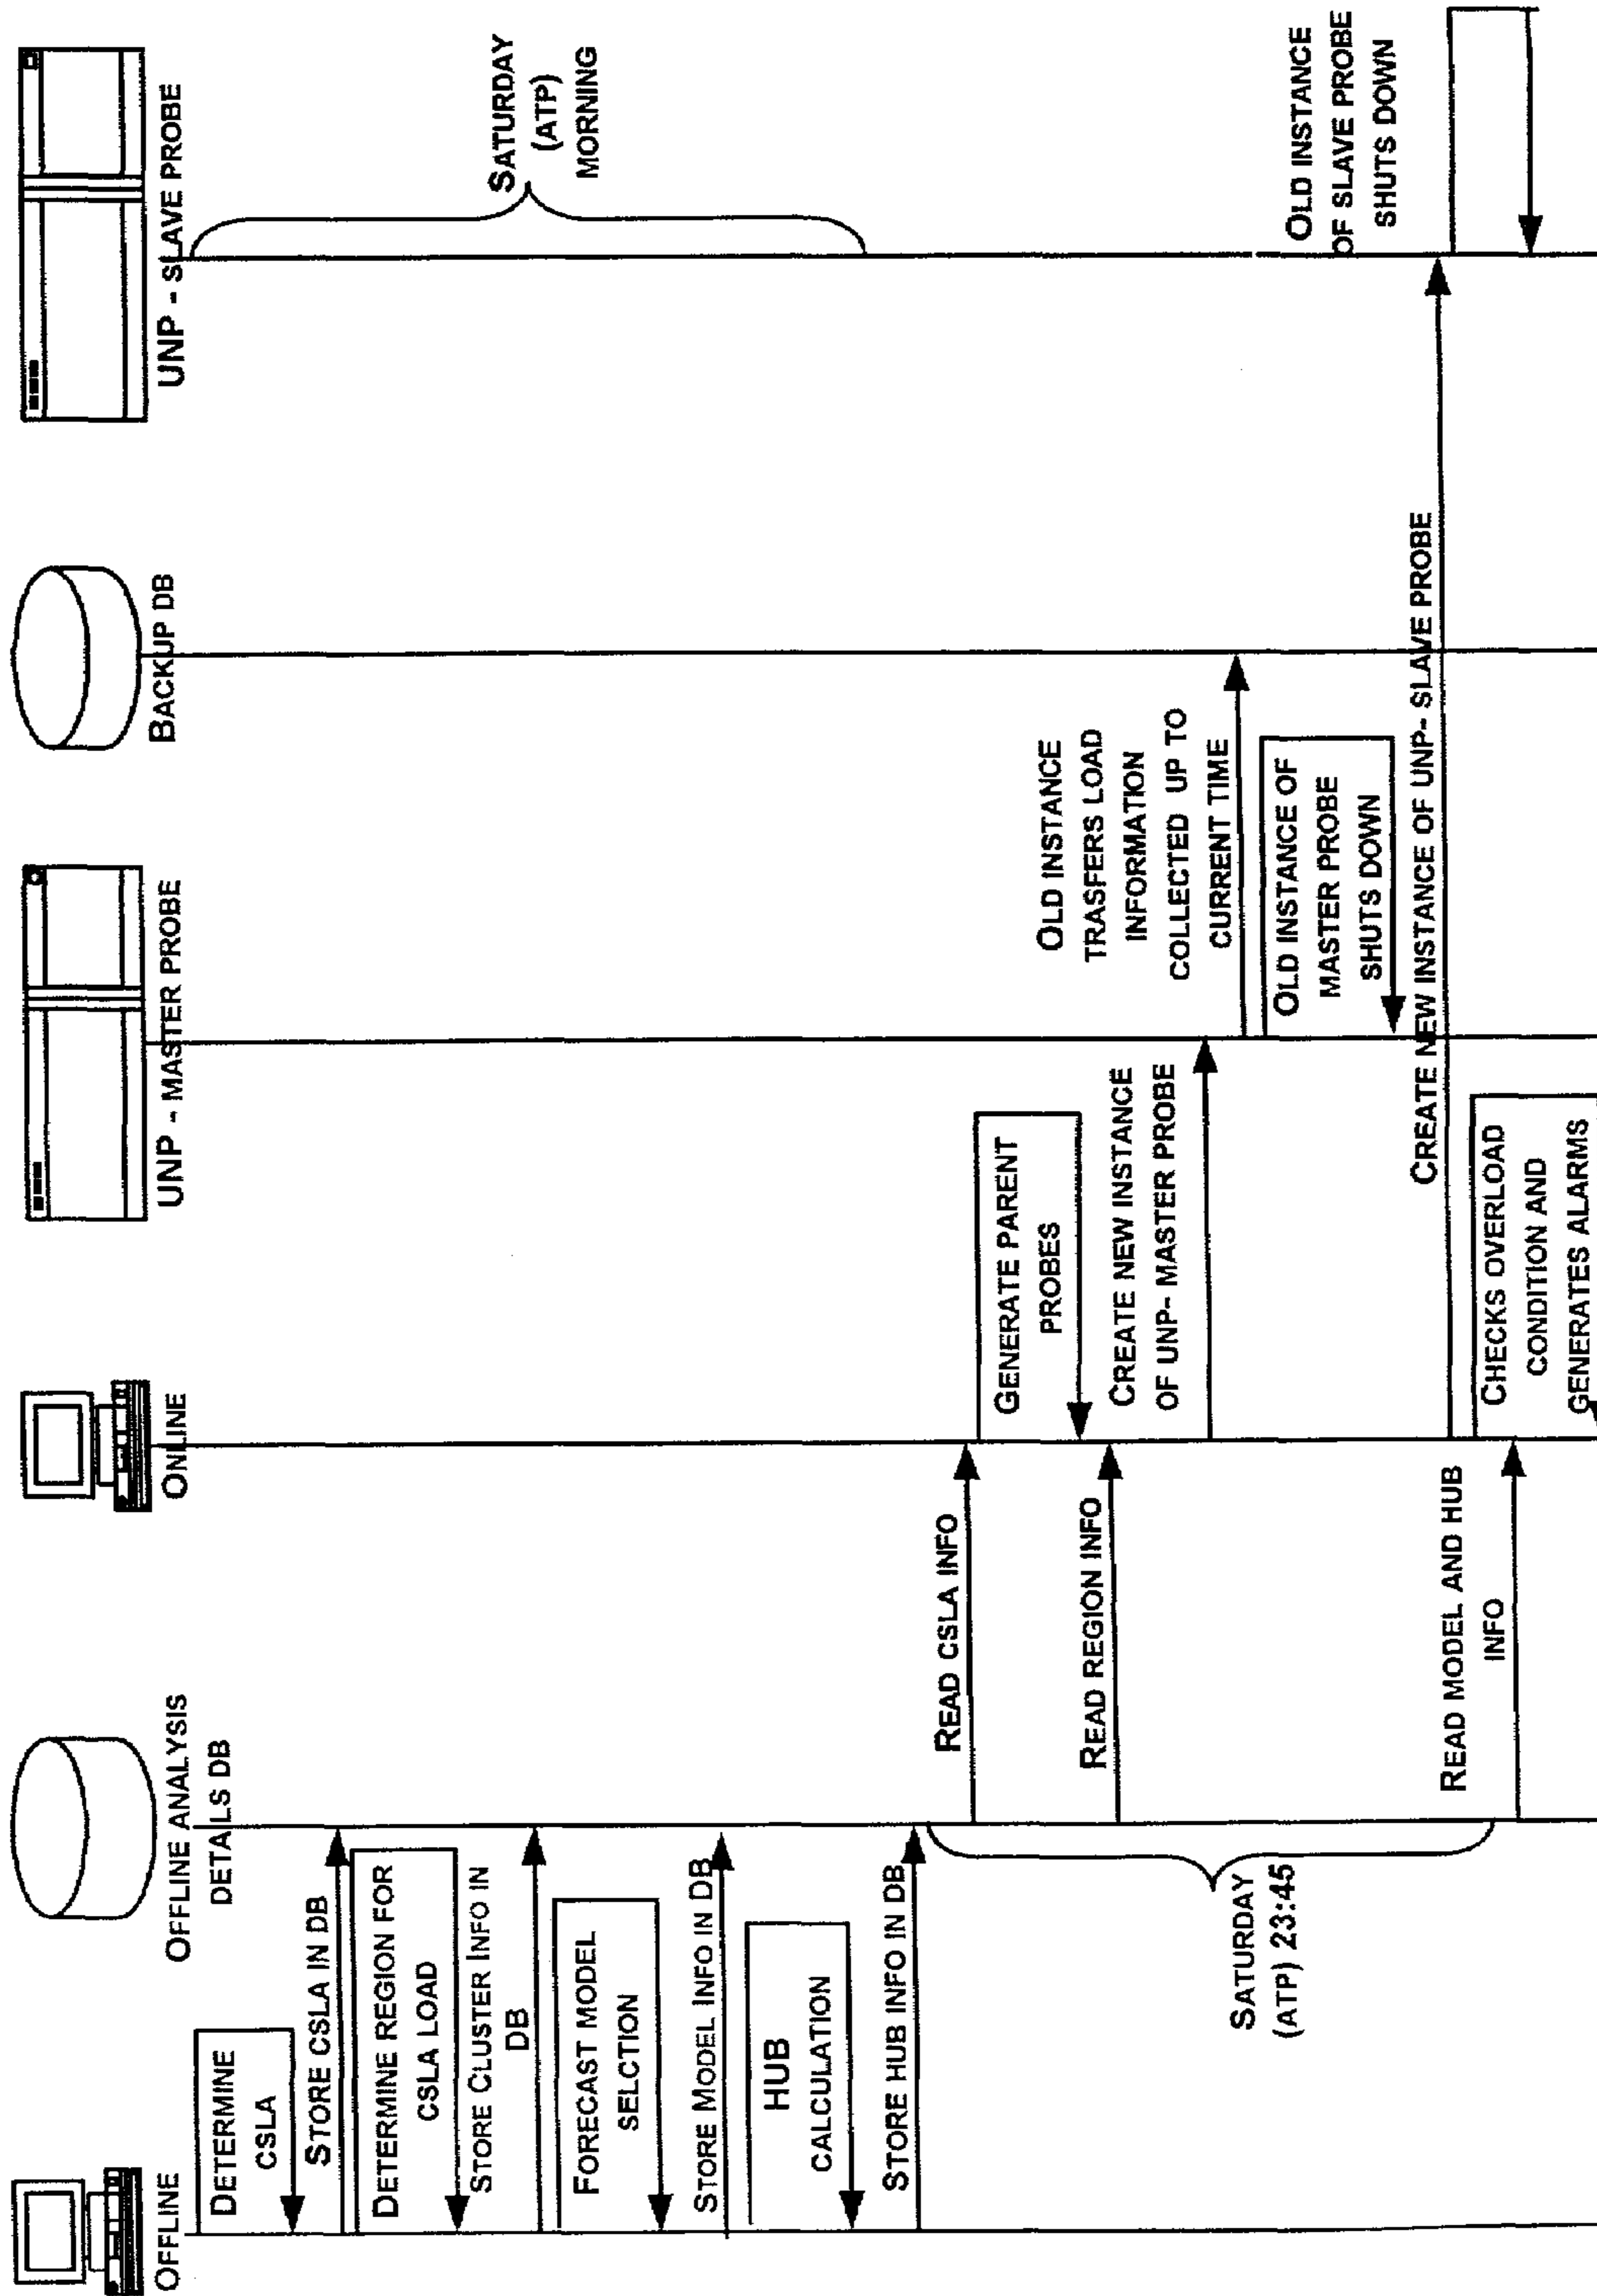 OFFLINE
OFFLINE ANALYSIS
DETAILS DB
ONLINE
UNP - MASTER PROBE
BACKUP DB
UNP - SLAVE PROBE
DETERMINE
CSLA
STORE CSLA IN DB
DETERMINE REGION FOR
CSLA LOAD
STORE CLUSTER INFO IN
DB
FORECAST MODEL
SELCTION
STORE MODEL INFO IN DB
HUB
CALCULATION
STORE HUB INFO IN DB
SATURDAY
(ATP)
MORNING
READ CSLA INFO
GENERATE PARENT
PROBES
READ REGION INFO
CREATE NEW INSTANCE
OF UNP- MASTER PROBE
OLD INSTANCE
TRASFERS LOAD
INFORMATION
COLLECTED UP TO
CURRENT TIME
OLD INSTANCE OF
MASTER PROBE
SHUTS DOWN
SATURDAY
(ATP) 23:45
CREATE NEW INSTANCE OF UNP- SLAVE PROBE
OLD INSTANCE
OF SLAVE PROBE
SHUTS DOWN
READ MODEL AND HUB
INFO
CHECKS OVERLOAD
CONDITION AND
GENERATES ALARMS